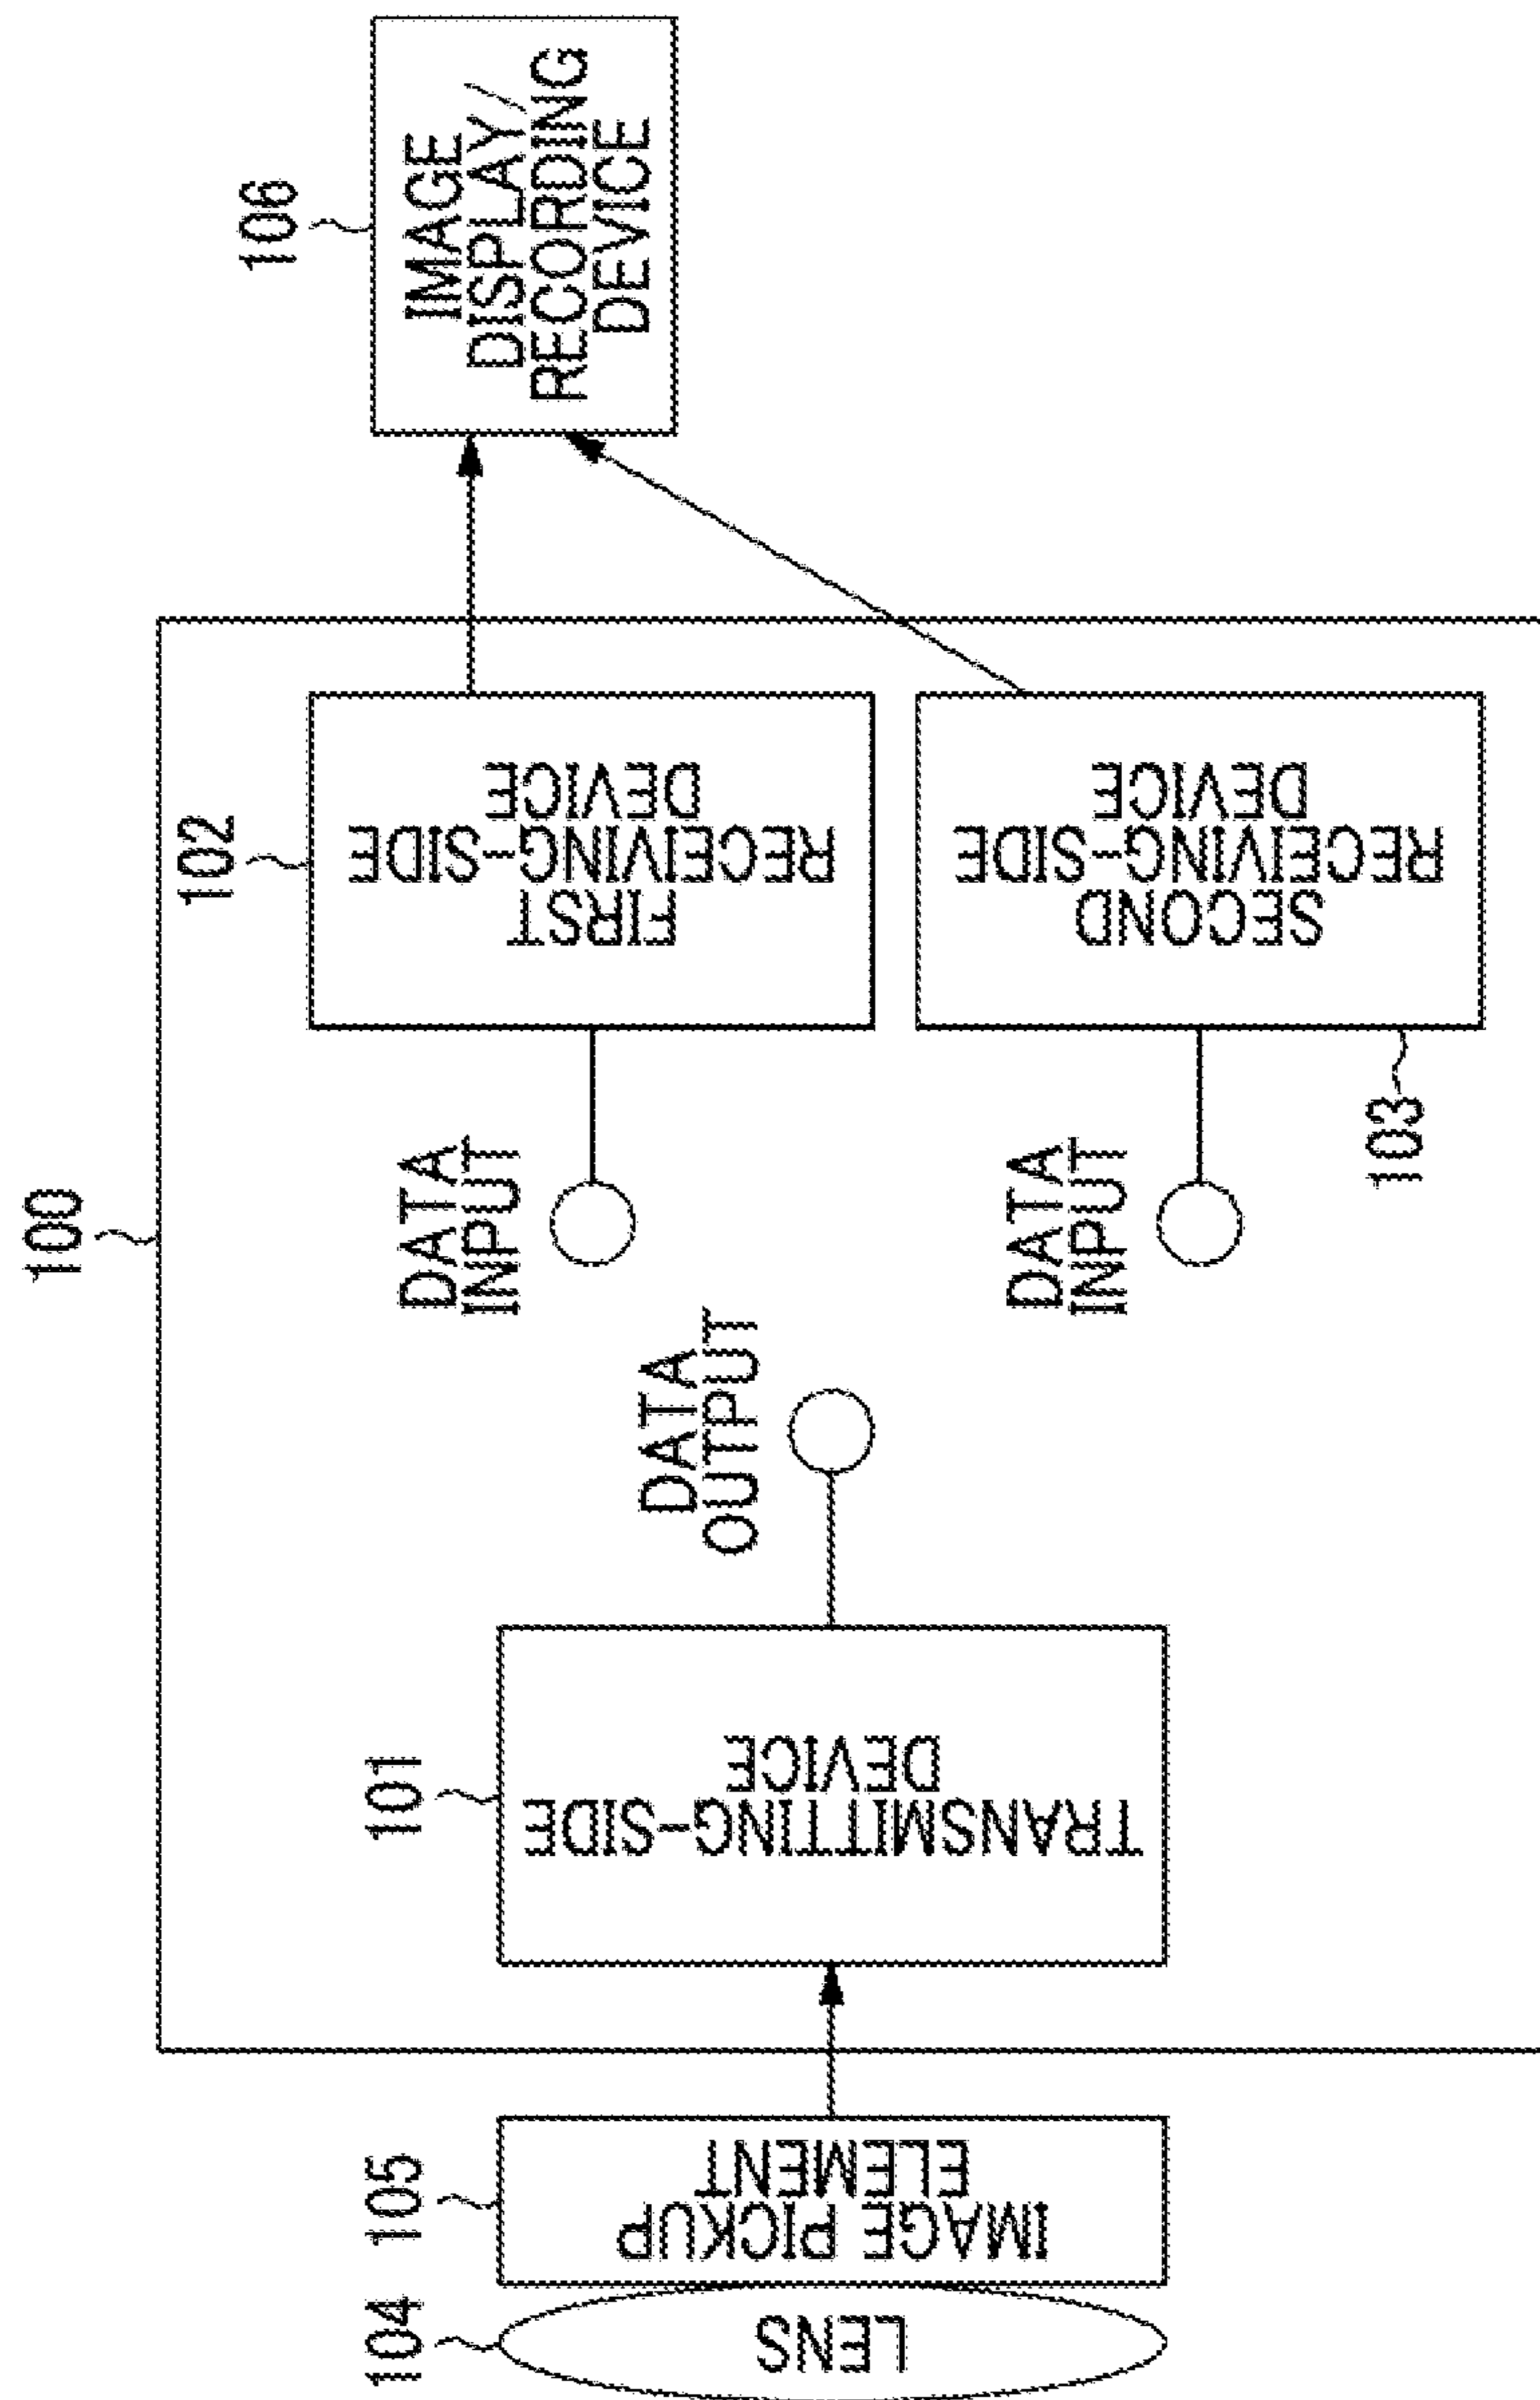 100
104
LENS
105
IMAGE PICKUP
ELEMENT
101
TRANSMITTING-SIDE
DEVICE
DATA
OUTPUT
DATA
INPUT
102
FIRST
RECEIVING-SIDE
DEVICE
DATA
INPUT
103
SECOND
RECEIVING-SIDE
DEVICE
106
IMAGE
DISPLAY/
RECORDING
DEVICE